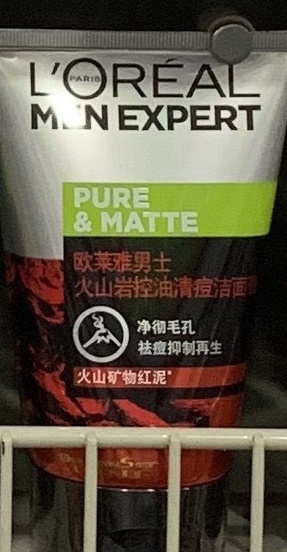 L'ORÉAL
PARIS
MEN EXPERT
PURE
& MATTE
欧莱雅男士
火山岩控油清痘洁面
净彻毛孔
祛痘抑制再生
火山矿物红泥*